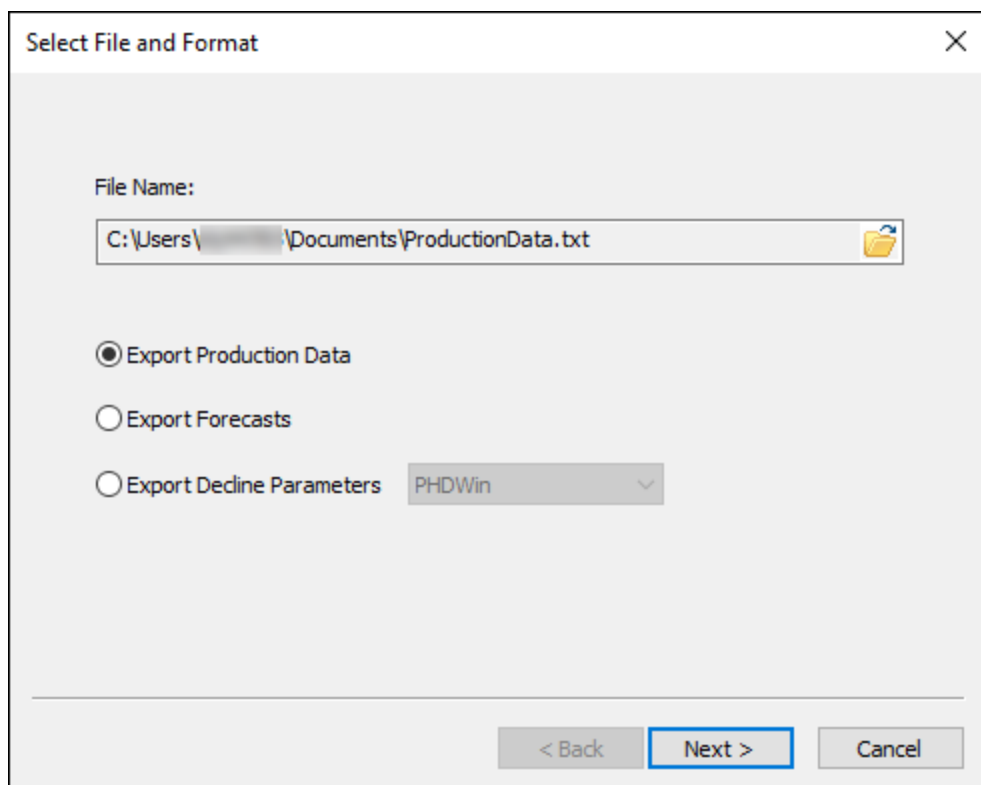 Select File and Format
File Name:
C:\Users\ \Documents\ProductionData.txt
Export Production Data
Export Forecasts
Export Decline Parameters PHDWin
< Back Next > Cancel